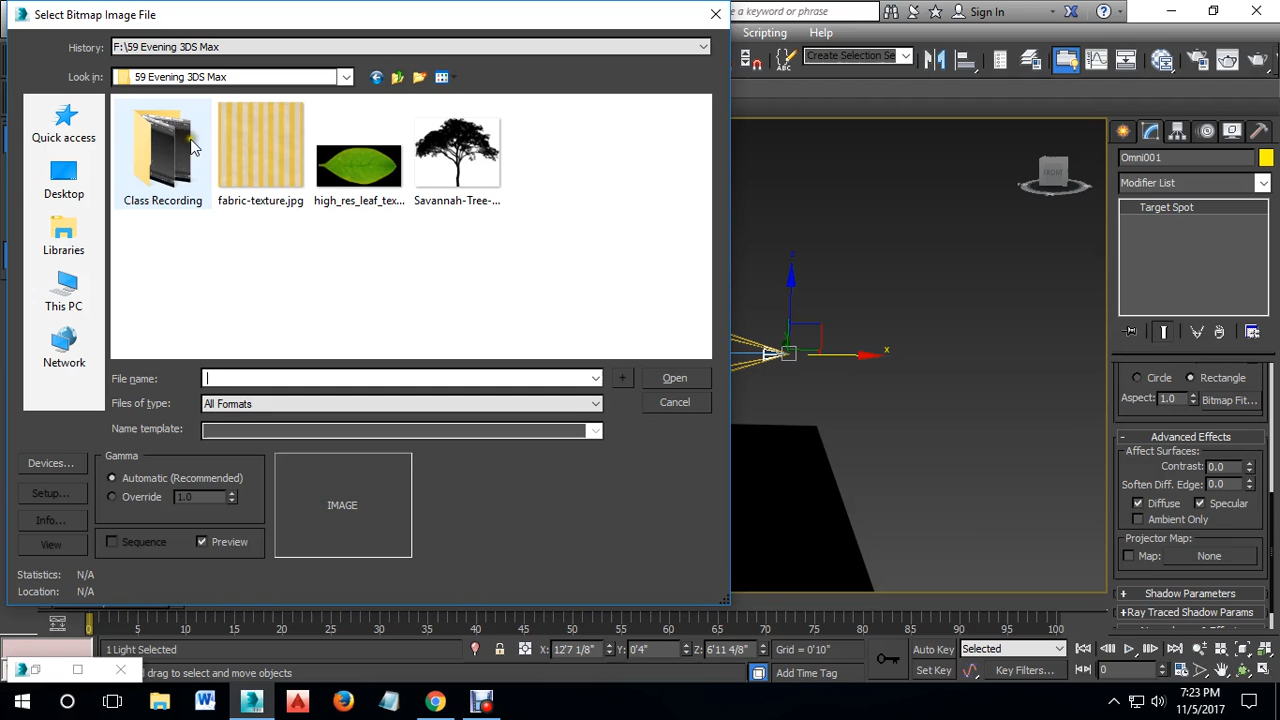 Select Bitmap Image File
a keyword or phrase
Sign In
History:
F:\59 Evening 3DS Max
Scripting
Help
Look in:
59 Evening 3DS Max
Create Selection Se
Quick access
Desktop
Libraries
This PC
Network
Class Recording
fabric-texture.jpg
high_res_leaf_tex...
Savannah-Tree-...
FRONT
Omni001
Modifier List
Target Spot
z
x
File name:
Open
Files of type:
All Formats
Cancel
Name template:
Circle
Rectangle
Aspect:
1.0
Bitmap Fit...
- Advanced Effects
Affect Surfaces:
Contrast:
0.0
Soften Diff. Edge:
0.0
Diffuse
Specular
Ambient Only
Projector Map:
Map:
None
+ Shadow Parameters
+ Ray Traced Shadow Params
Devices...
Setup...
Info...
View
Gamma
Automatic (Recommended)
Override
1.0
Sequence
Preview
IMAGE
Statistics:
N/A
Location:
N/A
0 5 10 15 20 25 30 35 40 45 50 55 60 65 70 75 80 85 90 95 100
1 Light Selected
X:
12'7 1/8"
Y:
0'4"
Z:
6'11 4/8"
Grid = 0'10"
Auto Key
Selected
drag to select and move objects
Add Time Tag
Set Key
Key Filters...
0
7:23 PM
11/5/2017